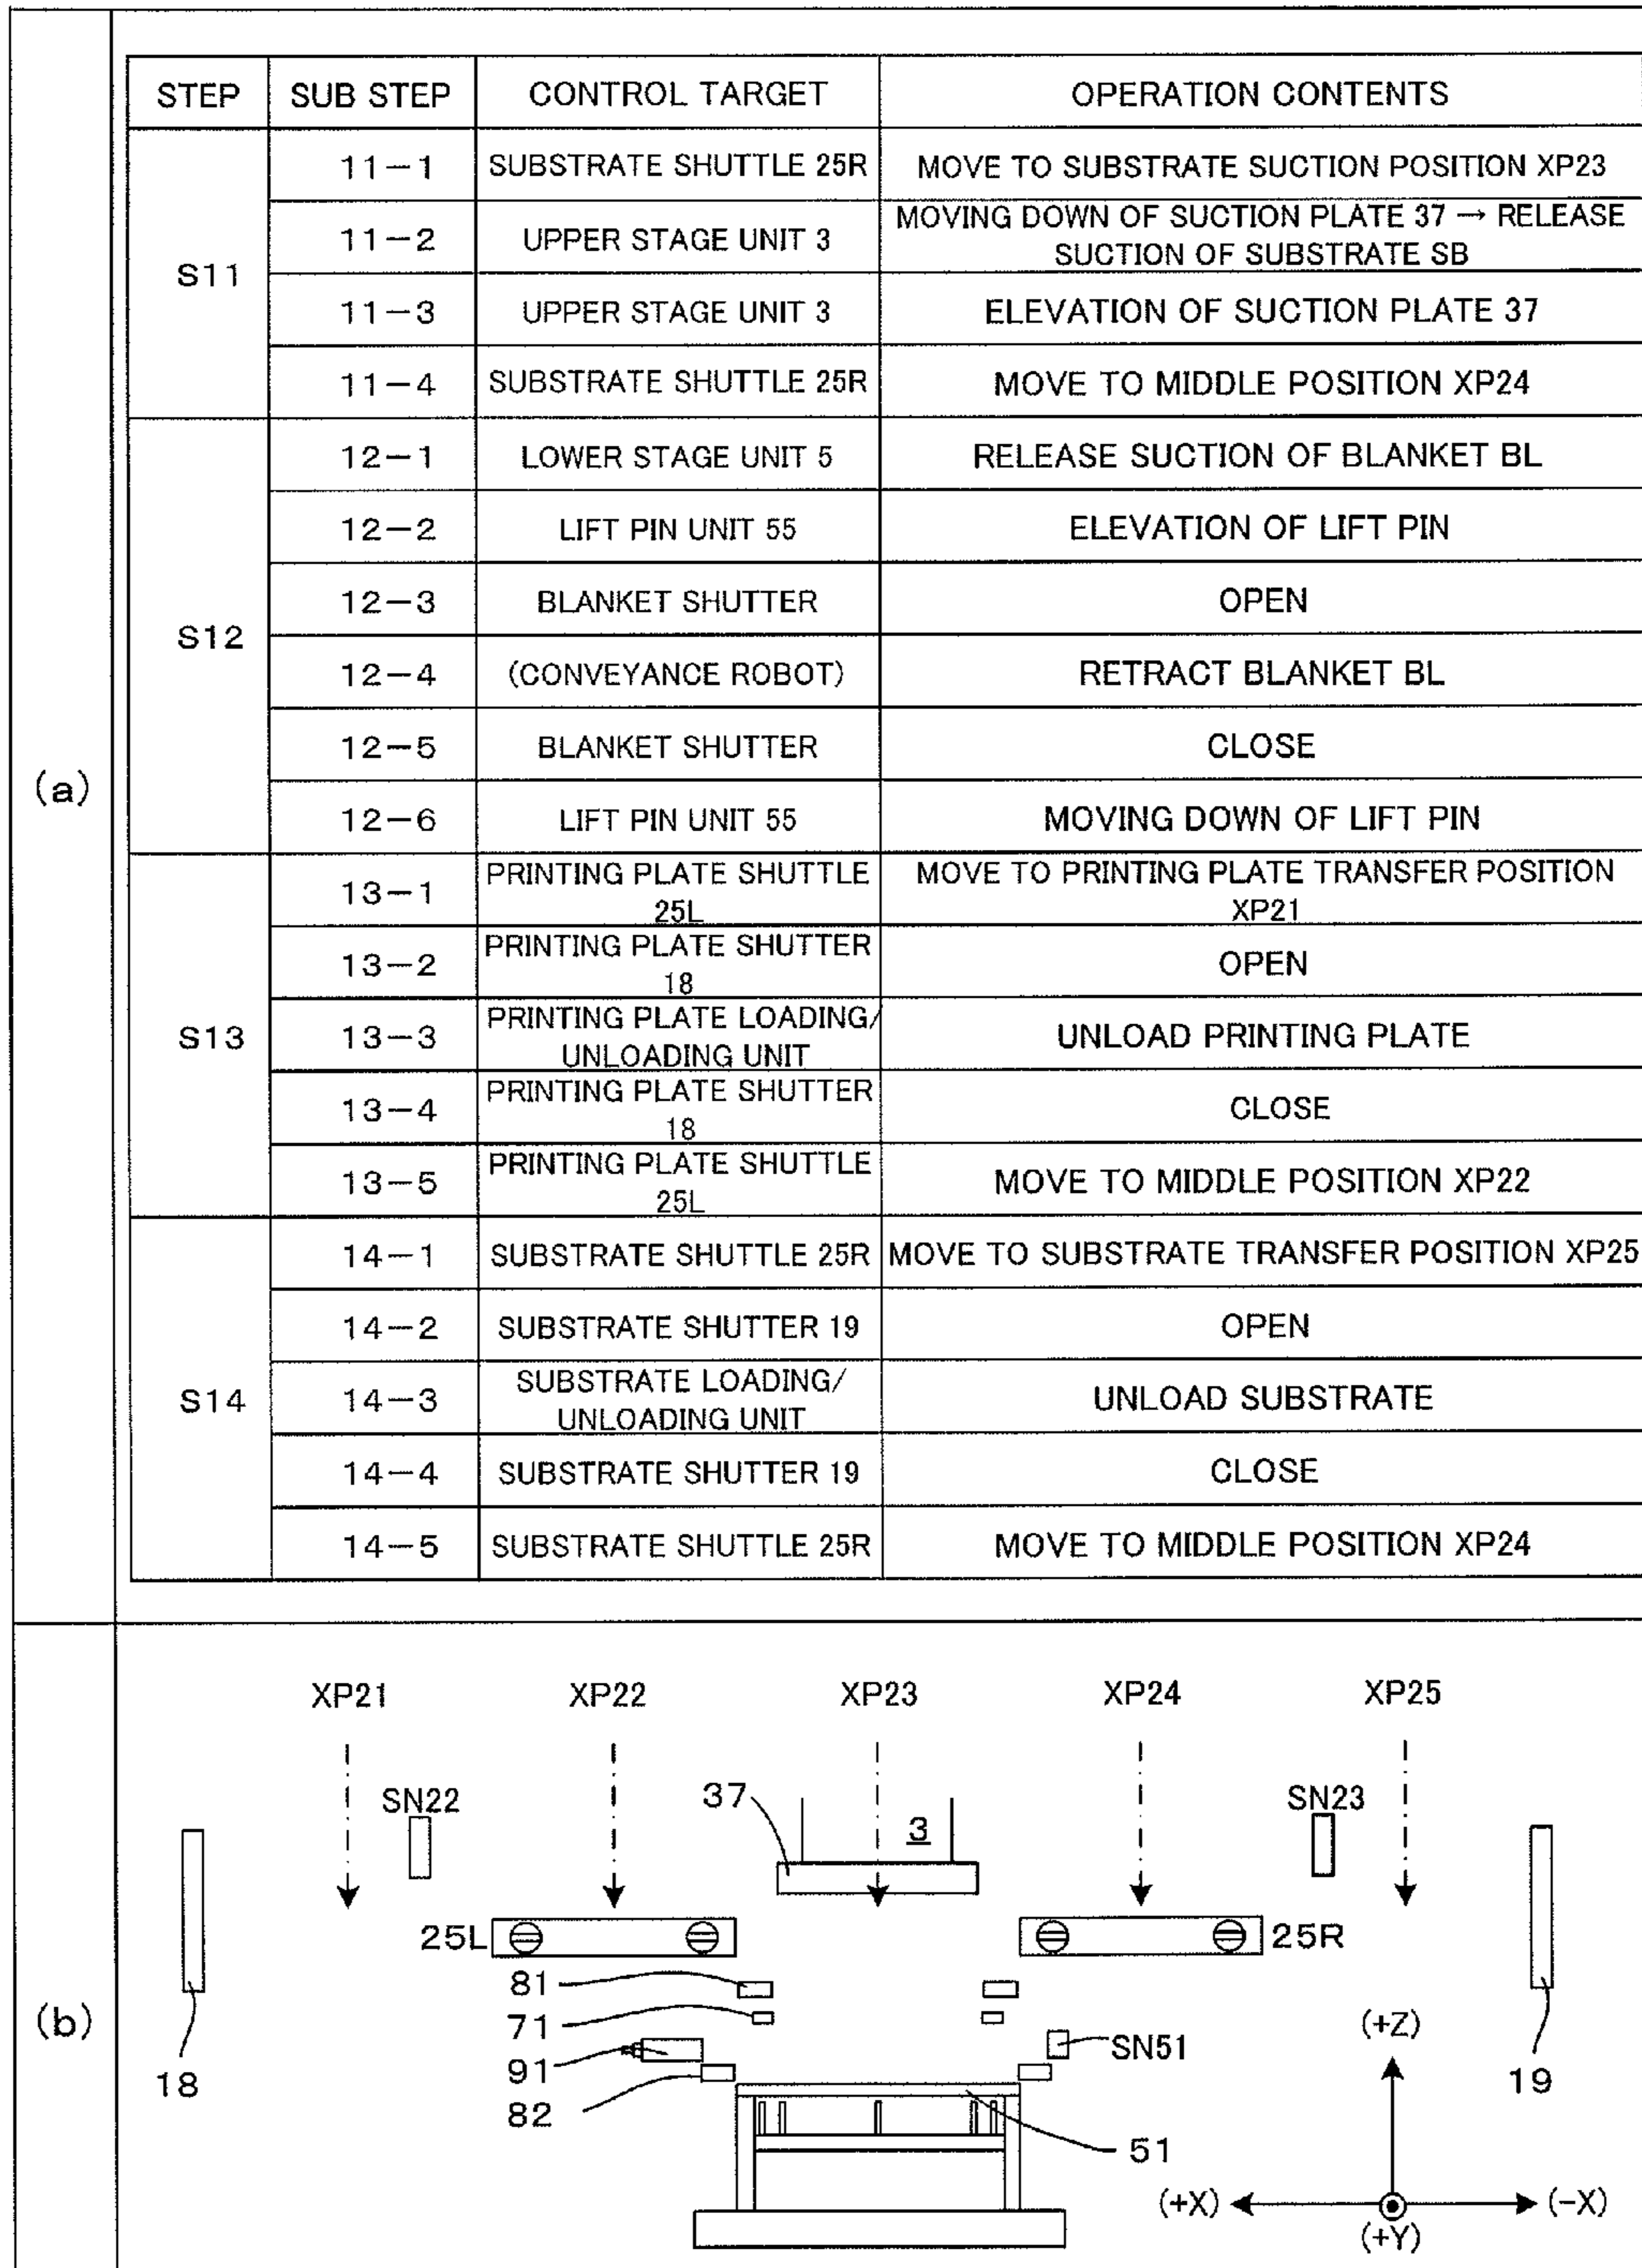 (a)
STEP SUB STEP CONTROL TARGET OPERATION CONTENTS
S11
11-1 SUBSTRATE SHUTTLE 25R MOVE TO SUBSTRATE SUCTION POSITION XP23
11-2 UPPER STAGE UNIT 3 MOVING DOWN OF SUCTION PLATE 37 → RELEASE
SUCTION OF SUBSTRATE SB
11-3 UPPER STAGE UNIT 3 ELEVATION OF SUCTION PLATE 37
11-4 SUBSTRATE SHUTTLE 25R MOVE TO MIDDLE POSITION XP24
S12
12-1 LOWER STAGE UNIT 5 RELEASE SUCTION OF BLANKET BL
12-2 LIFT PIN UNIT 55 ELEVATION OF LIFT PIN
12-3 BLANKET SHUTTER OPEN
12-4 (CONVEYANCE ROBOT) RETRACT BLANKET BL
12-5 BLANKET SHUTTER CLOSE
12-6 LIFT PIN UNIT 55 MOVING DOWN OF LIFT PIN
S13
13-1 PRINTING PLATE SHUTTLE
25L
MOVE TO PRINTING PLATE TRANSFER POSITION
XP21
13-2 PRINTING PLATE SHUTTER
18
OPEN
13-3 PRINTING PLATE LOADING/
UNLOADING UNIT
UNLOAD PRINTING PLATE
13-4 PRINTING PLATE SHUTTER
18
CLOSE
13-5 PRINTING PLATE SHUTTLE
25L
MOVE TO MIDDLE POSITION XP22
S14
14-1 SUBSTRATE SHUTTLE 25R MOVE TO SUBSTRATE TRANSFER POSITION XP25
14-2 SUBSTRATE SHUTTER 19 OPEN
14-3 SUBSTRATE LOADING/
UNLOADING UNIT
UNLOAD SUBSTRATE
14-4 SUBSTRATE SHUTTER 19 CLOSE
14-5 SUBSTRATE SHUTTLE 25R MOVE TO MIDDLE POSITION XP24
(b)
XP21 XP22 XP23 XP24 XP25
SN22 37 3 SN23
25L 25R
81
71
91 SN51
82
18 19
51
(+Z)
(+X) (-X)
(+Y)